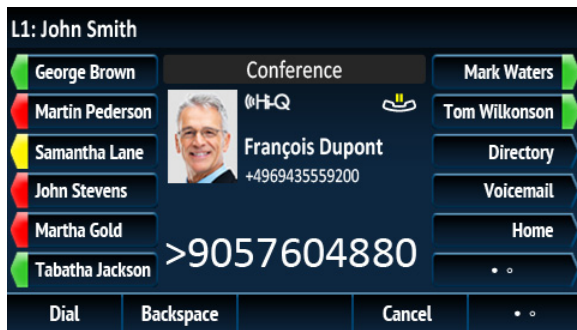 L1: John Smith
George Brown
Martin Pederson
Samantha Lane
John Stevens
Martha Gold
Tabatha Jackson
Conference
Hi-Q
François Dupont
+4969435559200
>9057604880
Mark Waters
Tom Wilkonson
Directory
Voicemail
Home
Dial
Backspace
Cancel